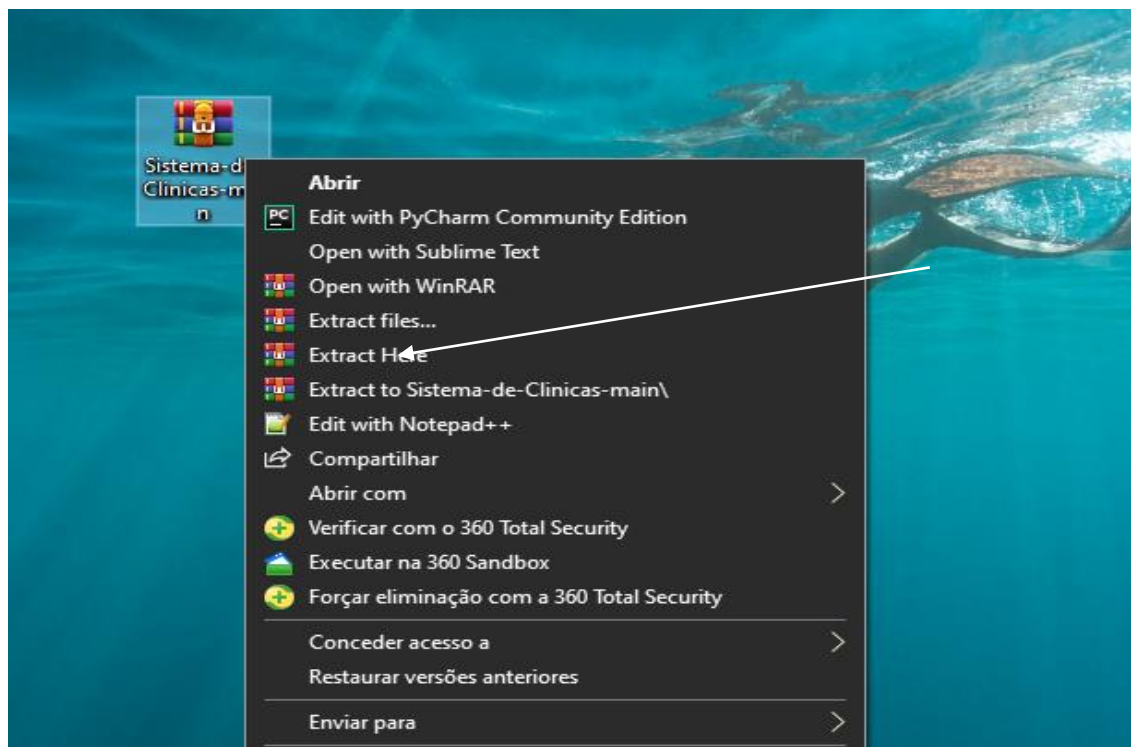 Sistema-d
Clinicas-m
n
Abrir
PC
Edit with PyCharm Community Edition
Open with Sublime Text
Open with WinRAR
Extract files...
Extract Here
Extract to Sistema-de-Clinicas-main\
Edit with Notepad++
Compartilhar
Abrir com
Verificar com o 360 Total Security
Executar na 360 Sandbox
Forçar eliminação com a 360 Total Security
Conceder acesso a
Restaurar versões anteriores
Enviar para